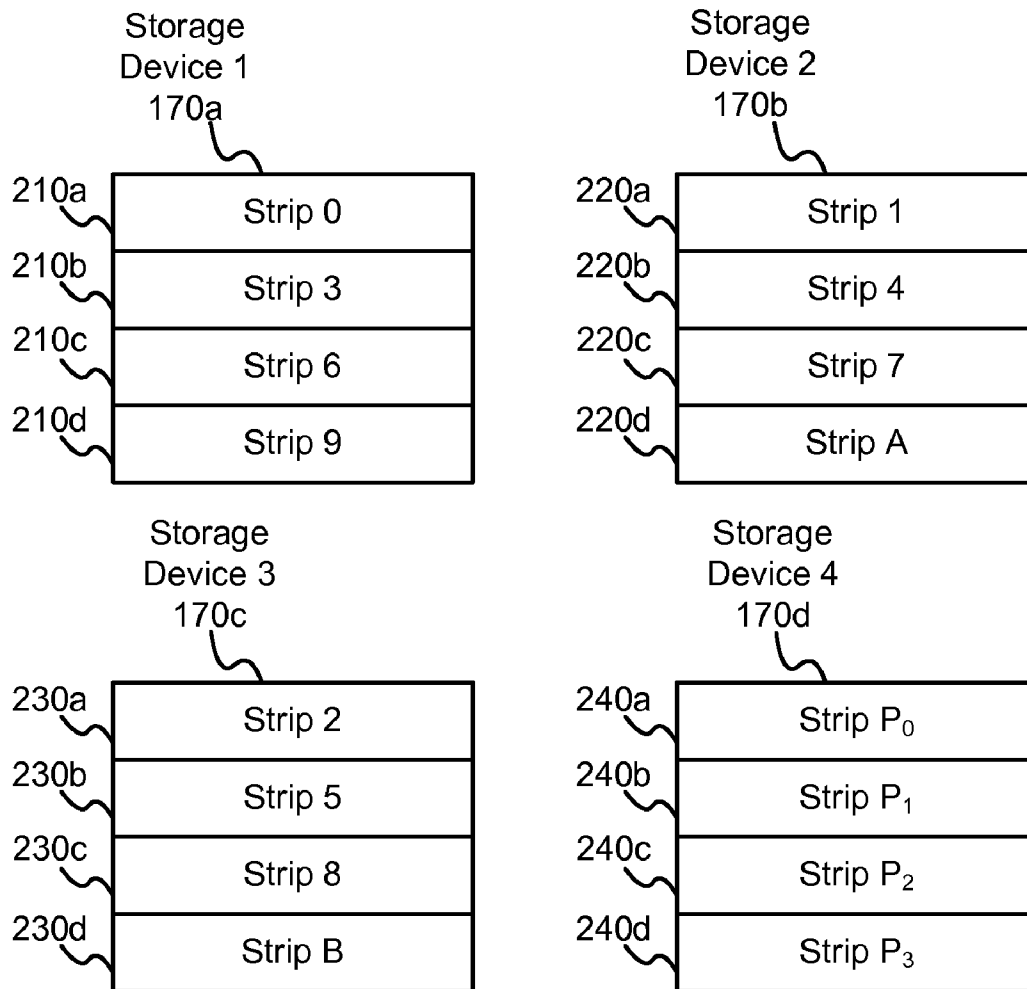 Storage
Device 1
170a
210a
Strip 0
210b
Strip 3
210c
Strip 6
210d
Strip 9
Storage
Device 2
170b
220a
Strip 1
220b
Strip 4
220c
Strip 7
220d
Strip A
Storage
Device 3
170c
230a
Strip 2
230b
Strip 5
230c
Strip 8
230d
Strip B
Storage
Device 4
170d
240a
Strip P₀
240b
Strip P₁
240c
Strip P₂
240d
Strip P₃